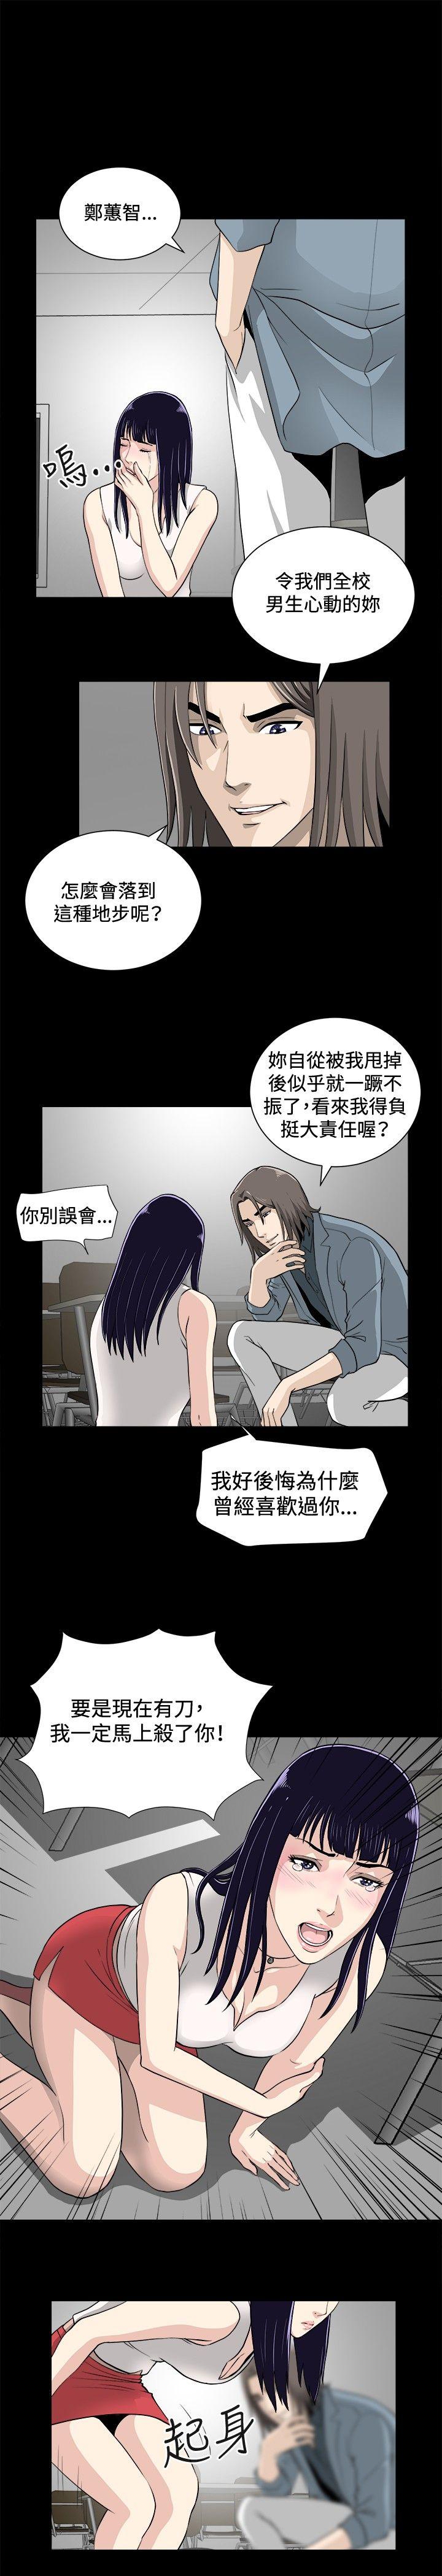 鄭蕙智...
嗚...
令我們全校
男生心動的妳
怎麼會落到
這種地步呢?
妳自從被我甩掉
後似乎就一蹶不
振了,看來我得負
挺大責任喔?
你別誤會...
我好後悔為什麼
曾經喜歡過你...
要是現在有刀,
我一定馬上殺了你!
起身